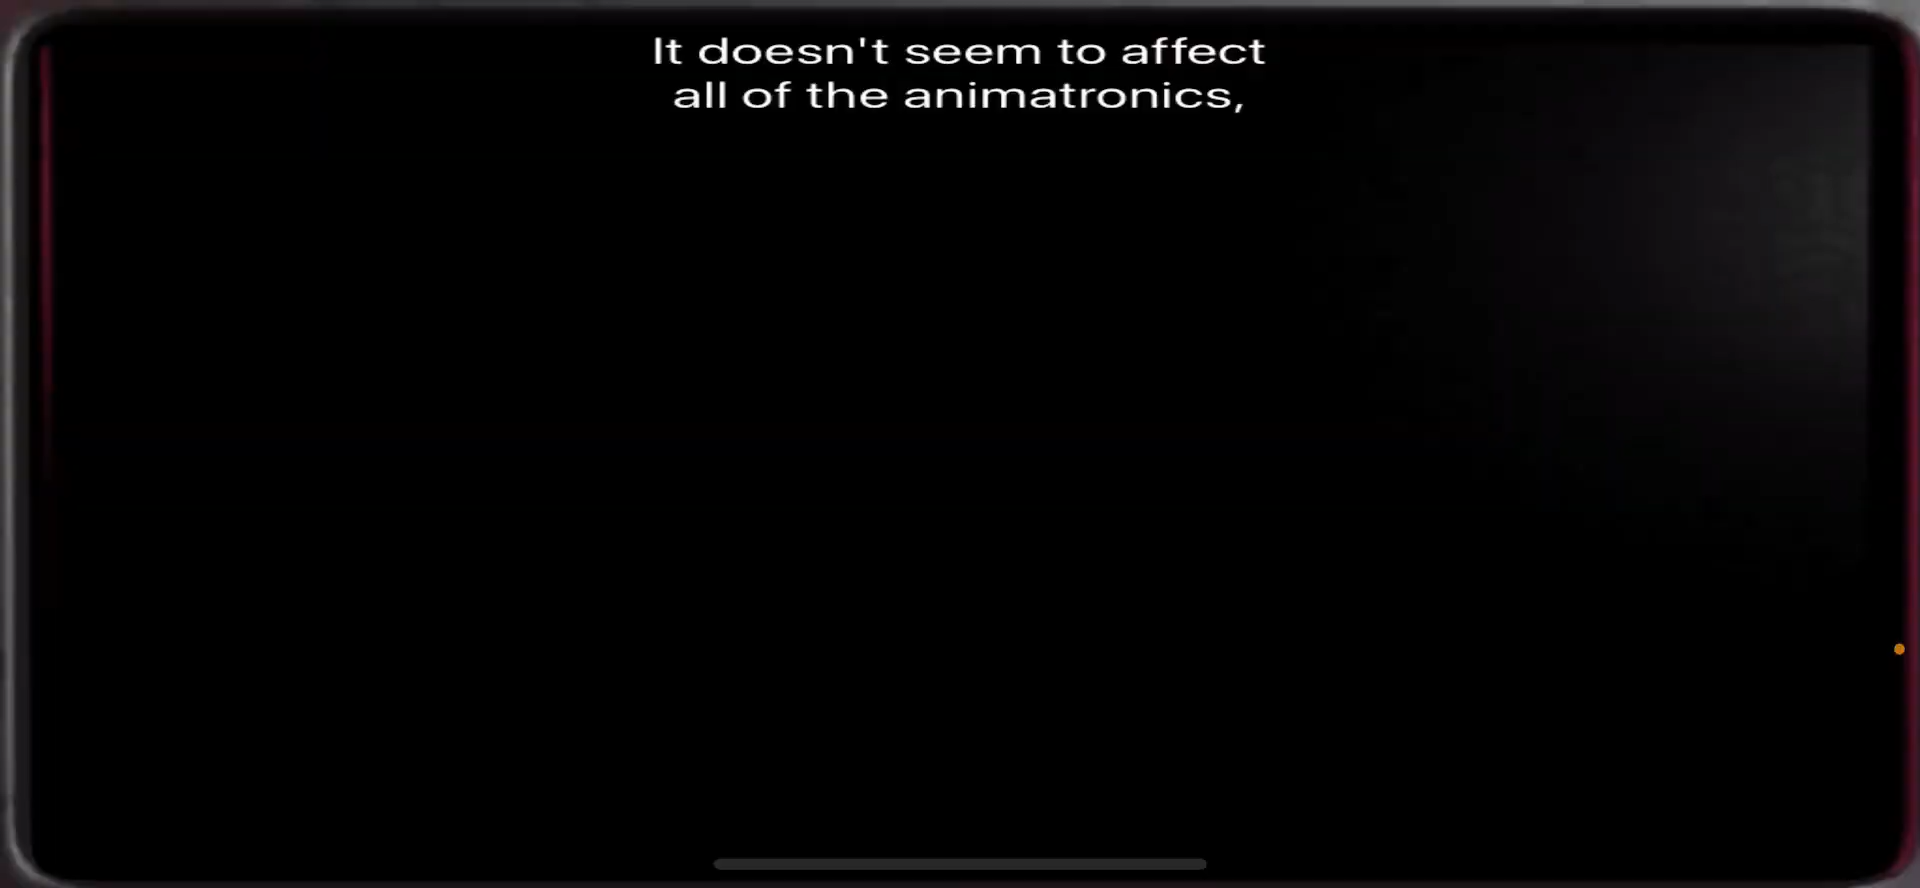 It doesn't seem to affect
all of the animatronics,